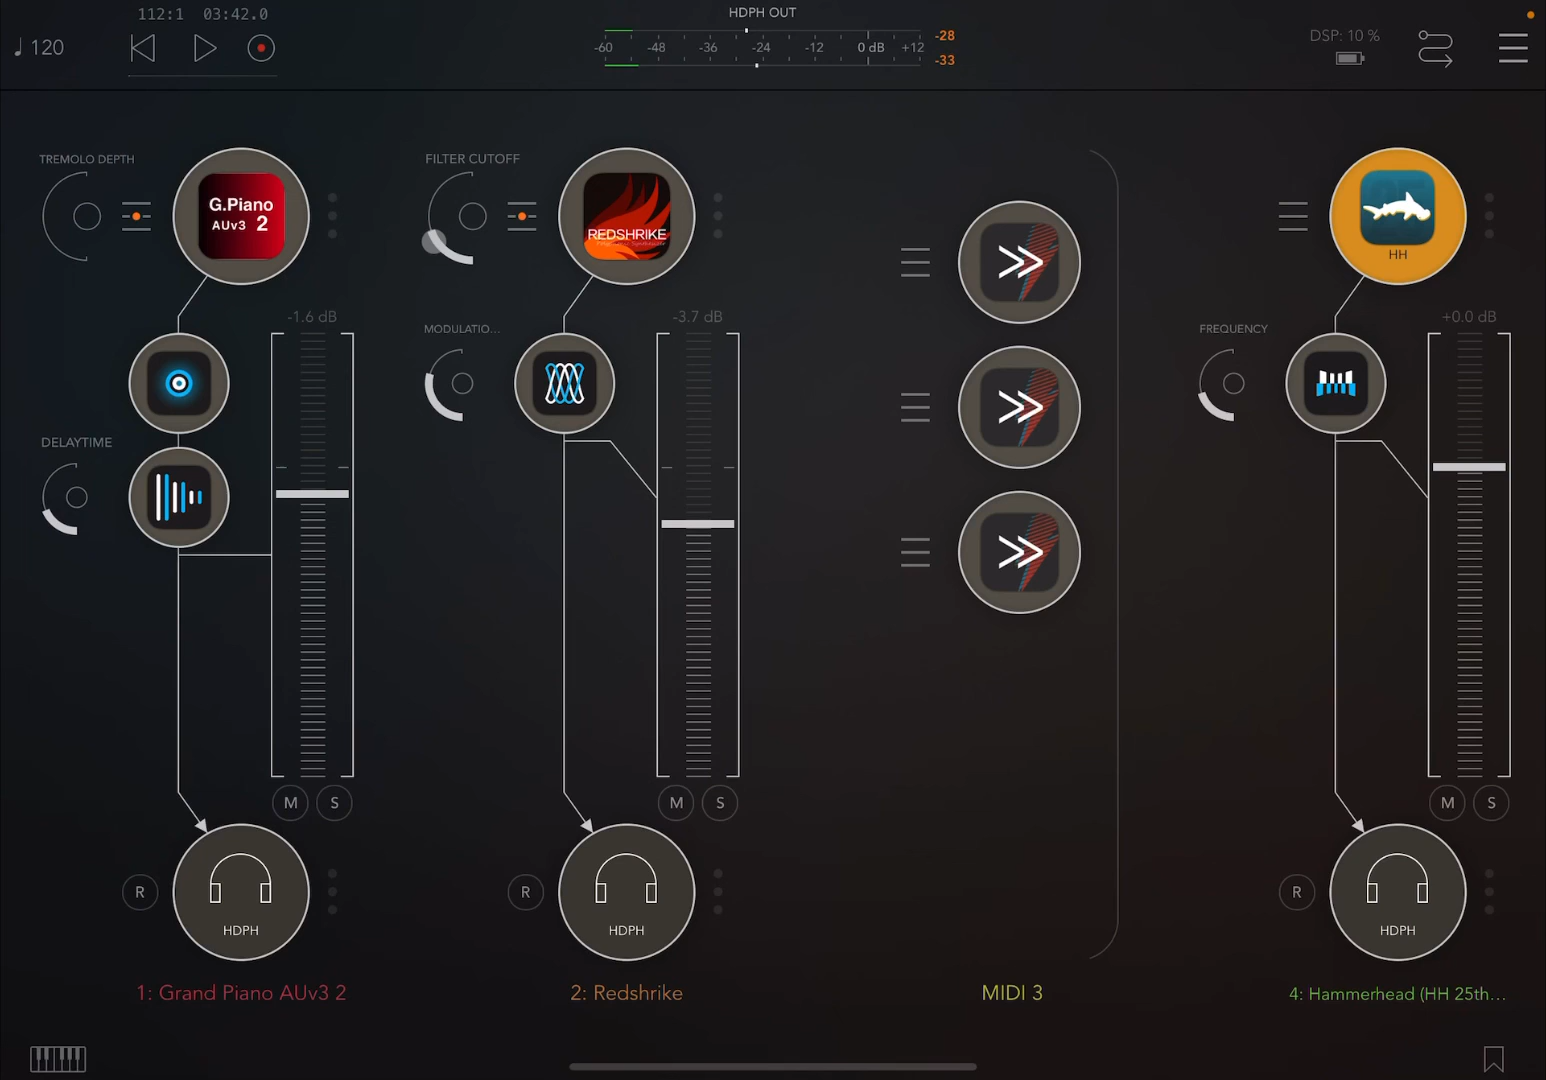 112:1 03:42.0
120
HDPH OUT
-60 -48 -36 -24 -12 0 dB +12
-28
-33
DSP: 10 %
TREMOLO DEPTH
G.Piano
AUv3 2
FILTER CUTOFF
REDSHRIKE
HH
-1.6 dB
-3.7 dB
+0.0 dB
MODULATIO...
FREQUENCY
DELAYTIME
M S
M S
M S
R
HDPH
R
HDPH
R
HDPH
1: Grand Piano AUv3 2
2: Redshrike
MIDI 3
4: Hammerhead (HH 25th...